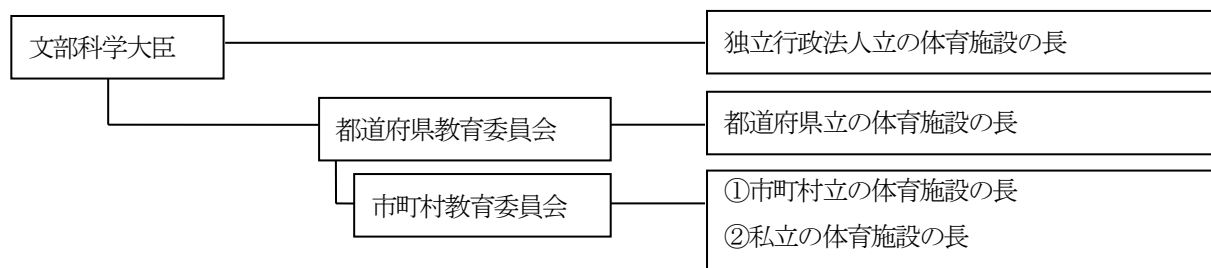 文部科学大臣
独立行政法人立の体育施設の長
都道府県教育委員会
都道府県立の体育施設の長
市町村教育委員会
①市町村立の体育施設の長
②私立の体育施設の長